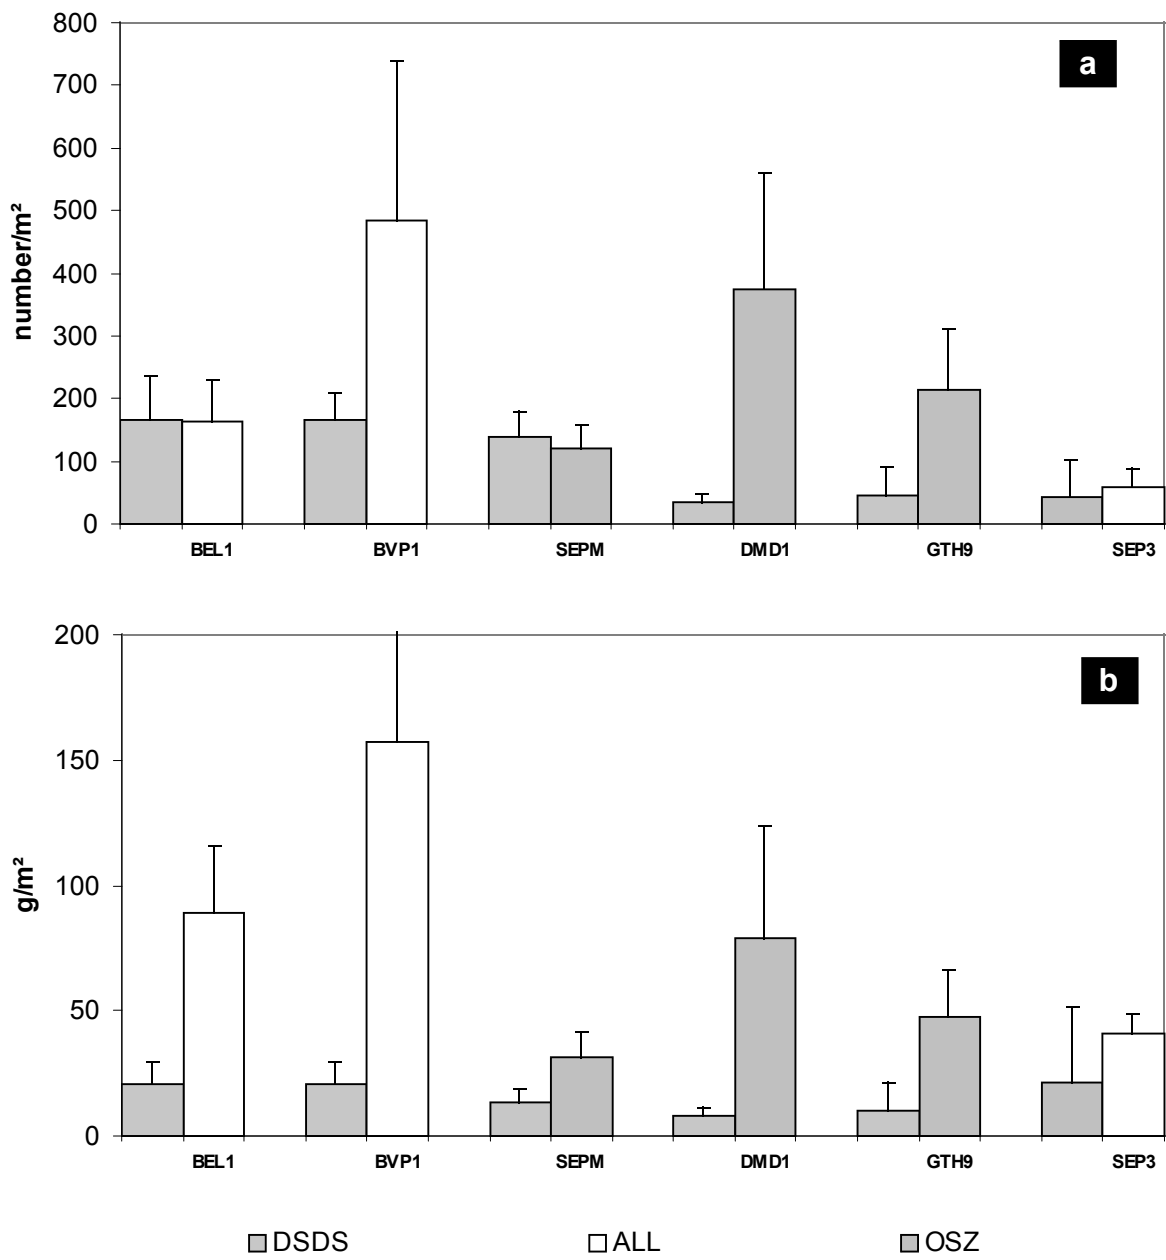 800
a
700
600
500
number/m²
400
300
200
100
0
BEL1 BVP1 SEPM DMD1 GTH9 SEP3
200
b
150
g/m²
100
50
0
BEL1 BVP1 SEPM DMD1 GTH9 SEP3
DSDS ALL OSZ